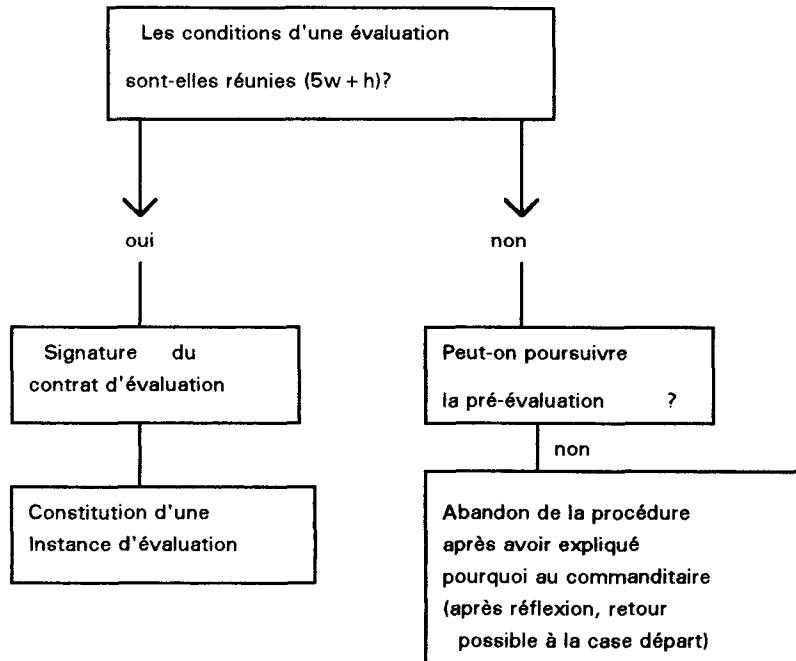 Les conditions d'une évaluation
sont-elles réunies (5w + h)?
oui
non
Signature du
contrat d'évaluation
Peut-on poursuivre
la pré-évaluation ?
non
Constitution d'une
Instance d'évaluation
Abandon de la procédure
après avoir expliqué
pourquoi au commanditaire
(après réflexion, retour
possible à la case départ)